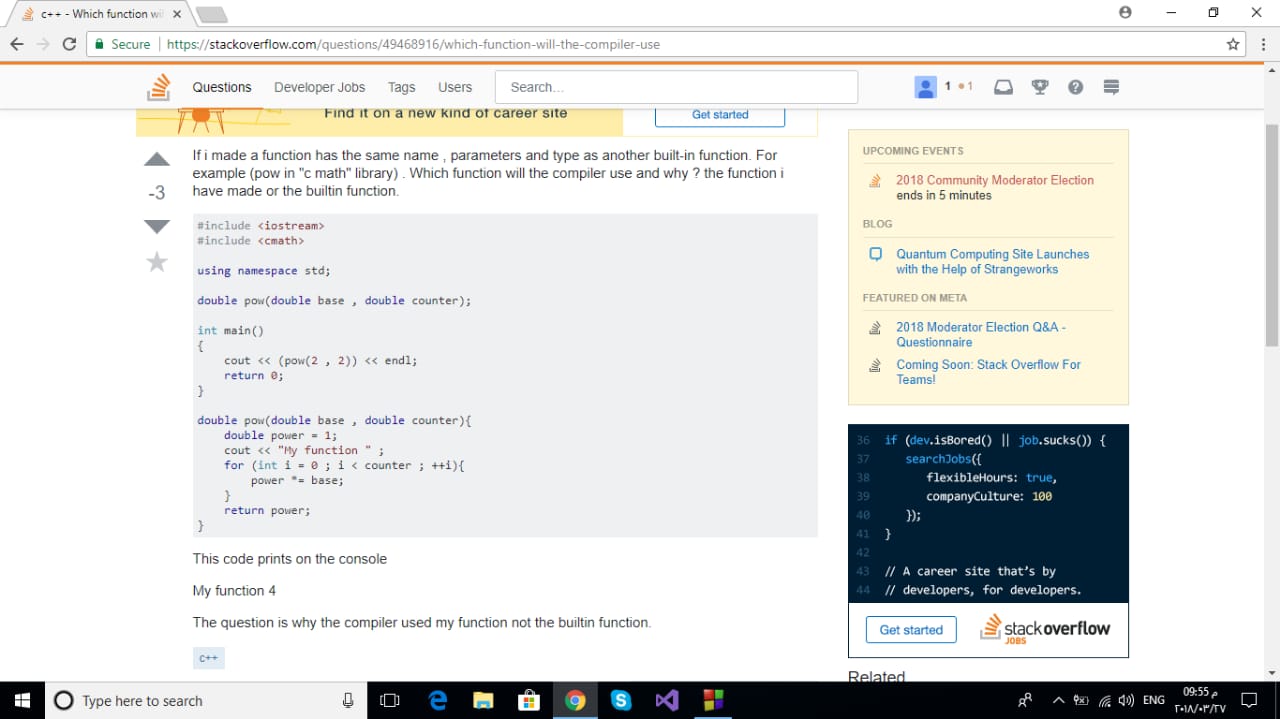 c++ - Which function wi
Secure
https://stackoverflow.com/questions/49468916/which-function-will-the-compiler-use
Questions Developer Jobs Tags Users Search... 1 1
Find it on a new kind of career site
Get started
-3
If i made a function has the same name , parameters and type as another built-in function. For
example (pow in "c math" library) . Which function will the compiler use and why ? the function i
have made or the builtin function.
#include <iostream>
#include <cmath>
using namespace std;
double pow(double base , double counter);
int main()
{
cout << (pow(2 , 2)) << endl;
return 0;
}
double pow(double base , double counter){
double power = 1;
cout << "My function " ;
for (int i = 0 ; i < counter ; ++i){
power *= base;
}
return power;
}
This code prints on the console
My function 4
The question is why the compiler used my function not the builtin function.
c++
UPCOMING EVENTS
2018 Community Moderator Election
ends in 5 minutes
BLOG
Quantum Computing Site Launches
with the Help of Strangeworks
FEATURED ON META
2018 Moderator Election Q&A -
Questionnaire
Coming Soon: Stack Overflow For
Teams!
36 if (dev.isBored() || job.sucks()) {
37 searchJobs({
38 flexibleHours: true,
39 companyCulture: 100
40 });
41 }
42
43 // A career site that's by
44 // developers, for developers.
Get started
stackoverflow
JOBS
Related
Type here to search
ENG
09:55 م
٢٠١٨/٠٣/٢٧